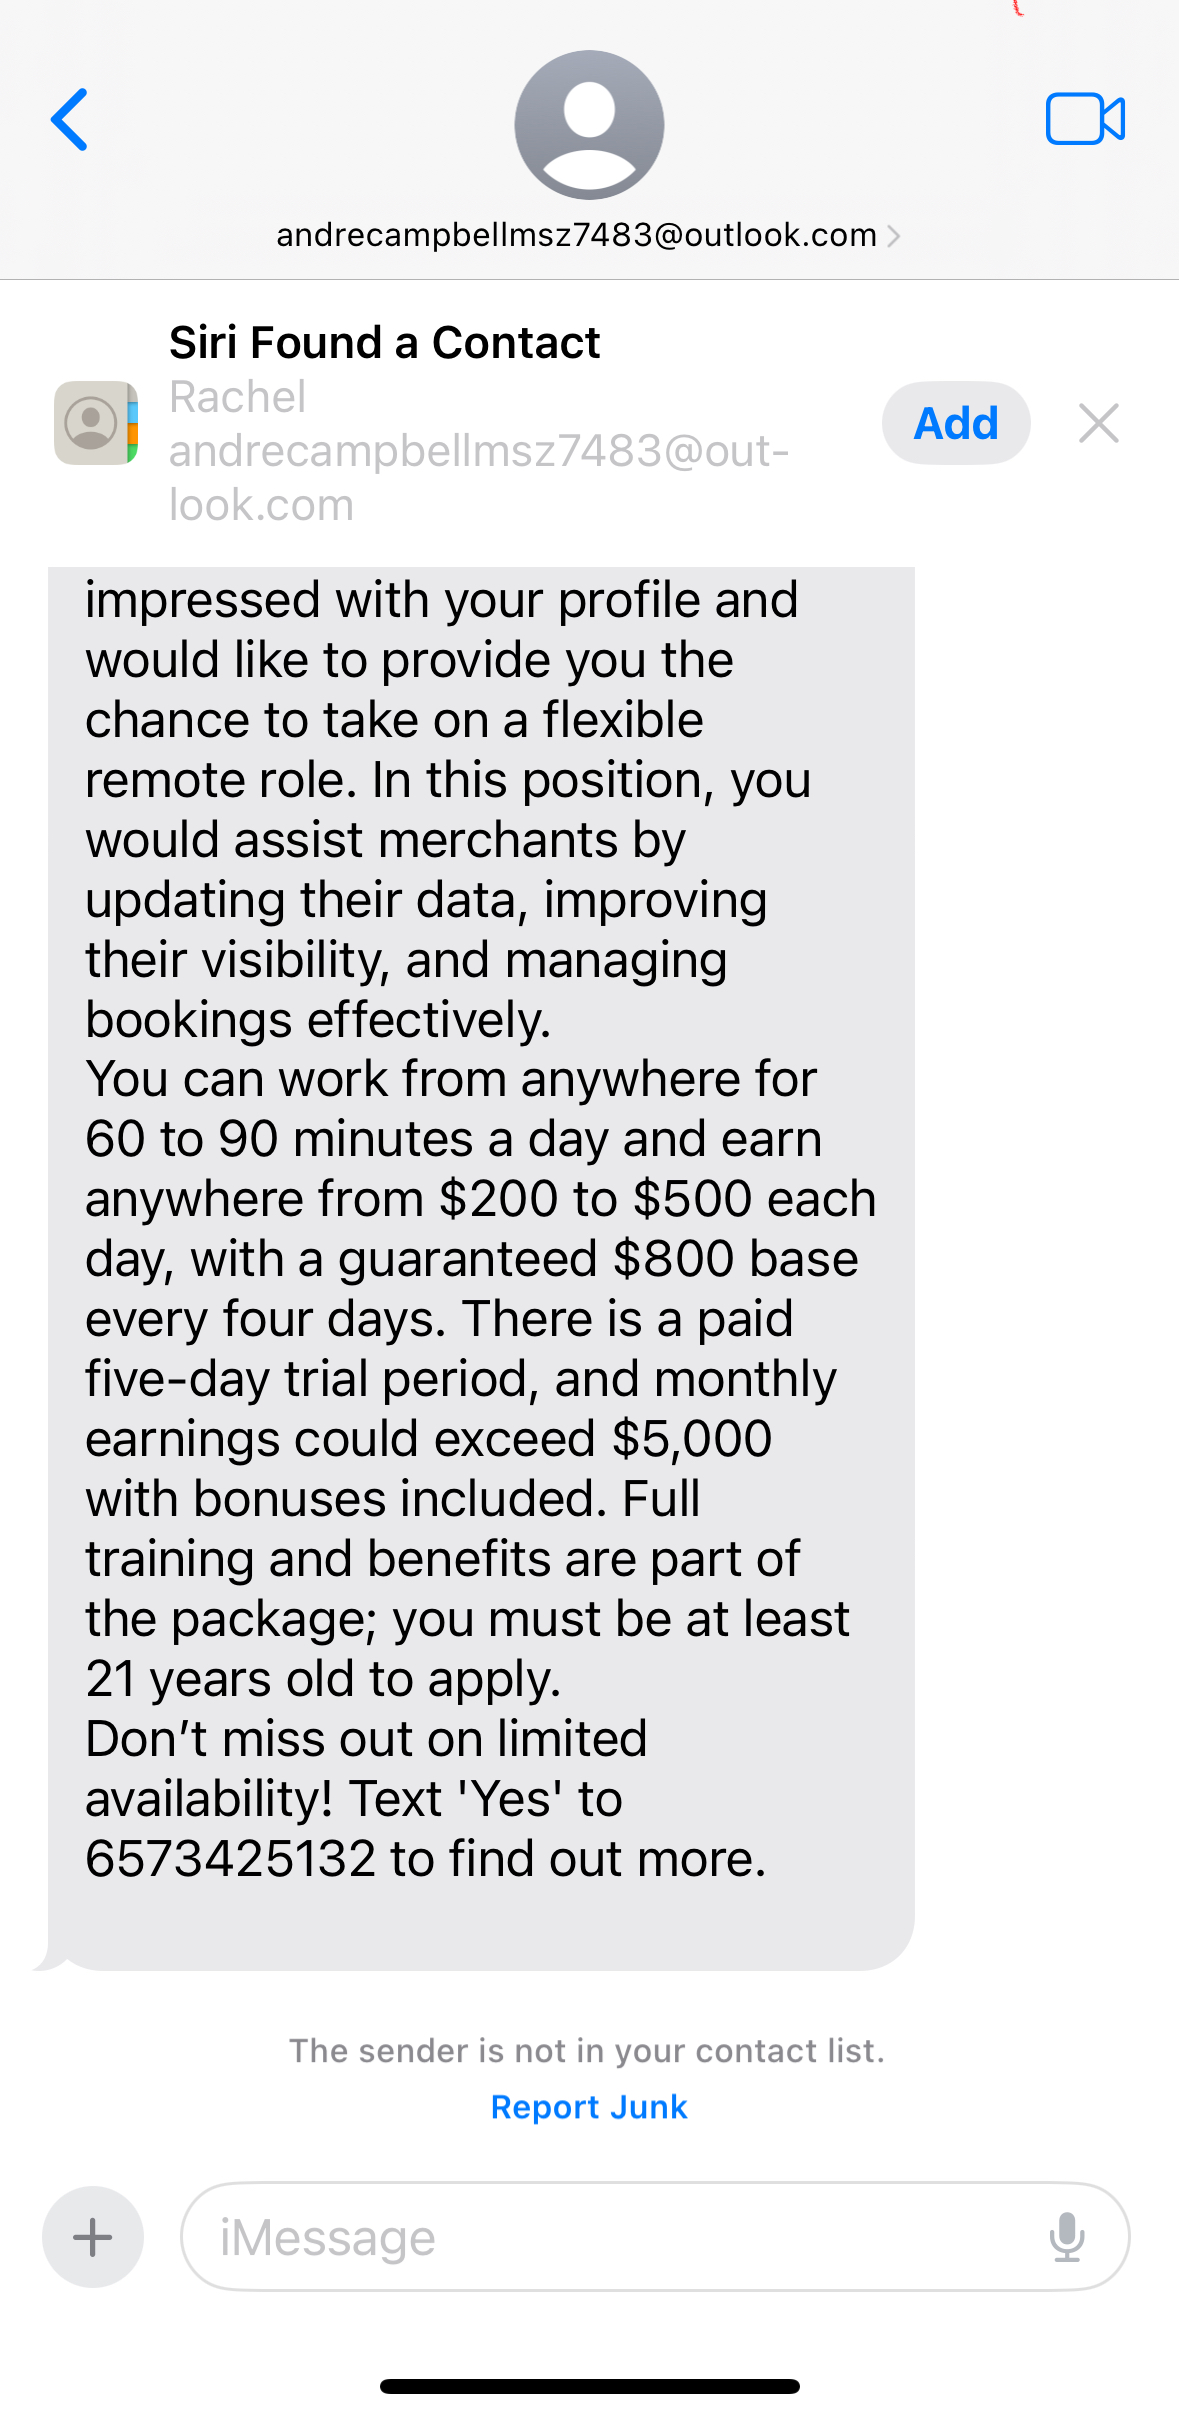 andrecampbellmsz7483@outlook.com
Siri Found a Contact
Rachel
andrecampbellmsz7483@out-
look.com
Add
impressed with your profile and
would like to provide you the
chance to take on a flexible
remote role. In this position, you
would assist merchants by
updating their data, improving
their visibility, and managing
bookings effectively.
You can work from anywhere for
60 to 90 minutes a day and earn
anywhere from $200 to $500 each
day, with a guaranteed $800 base
every four days. There is a paid
five-day trial period, and monthly
earnings could exceed $5,000
with bonuses included. Full
training and benefits are part of
the package; you must be at least
21 years old to apply.
Don’t miss out on limited
availability! Text 'Yes' to
6573425132 to find out more.
The sender is not in your contact list.
Report Junk
iMessage